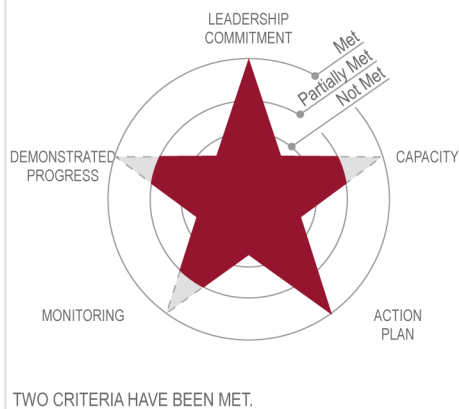 LEADERSHIP
COMMITMENT
Met
Partially Met
Not Met
DEMONSTRATED
PROGRESS
CAPACITY
MONITORING
ACTION
PLAN
TWO CRITERIA HAVE BEEN MET.